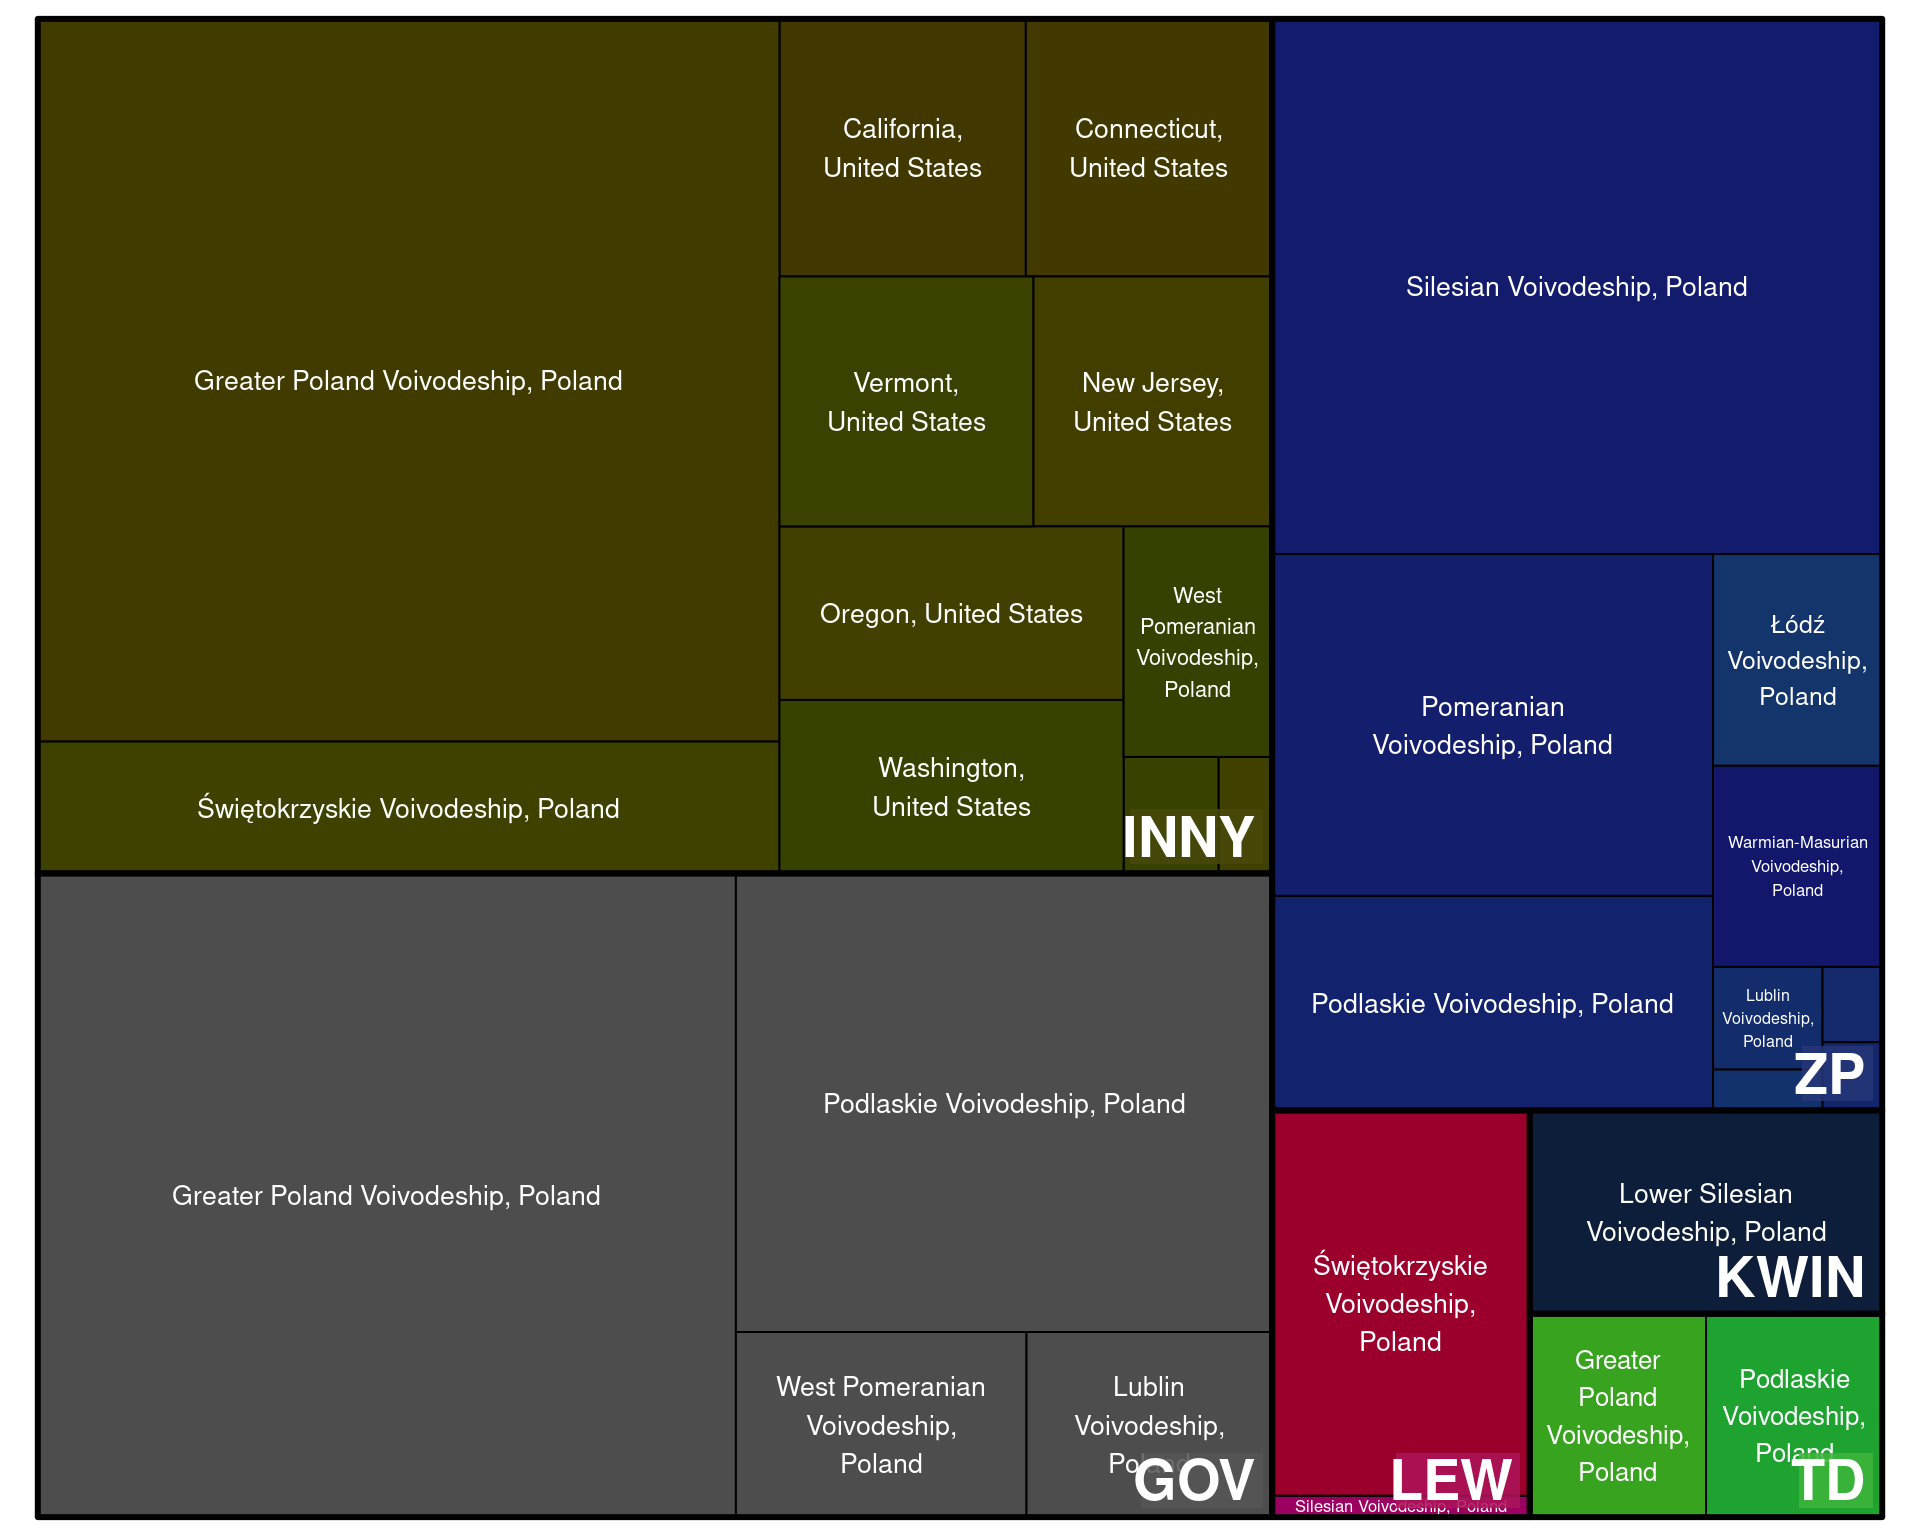 Greater Poland Voivodeship, Poland
Świętokrzyskie Voivodeship, Poland
California,
United States
Connecticut,
United States
Vermont,
United States
New Jersey,
United States
Oregon, United States
West
Pomeranian
Voivodeship,
Poland
Washington,
United States
INNY
Greater Poland Voivodeship, Poland
Podlaskie Voivodeship, Poland
West Pomeranian
Voivodeship,
Poland
Lublin
Voivodeship,
Poland
GOV
Silesian Voivodeship, Poland
Pomeranian
Voivodeship, Poland
Podlaskie Voivodeship, Poland
Łódź
Voivodeship,
Poland
Warmian-Masurian
Voivodeship,
Poland
Lublin
Voivodeship,
Poland
ZP
Świętokrzyskie
Voivodeship,
Poland
Silesian Voivodeship, Poland
LEW
Lower Silesian
Voivodeship, Poland
KWIN
Greater
Poland
Voivodeship,
Poland
Podlaskie
Voivodeship,
Poland
TD